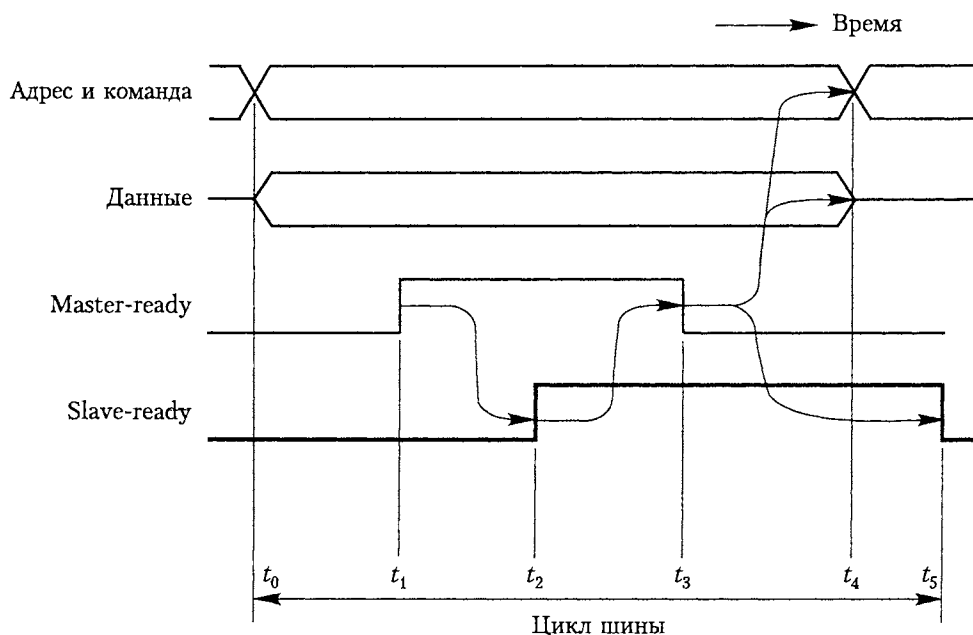 Время
Адрес и команда
Данные
Master-ready
Slave-ready
t₀ t₁ t₂ t₃ t₄ t₅
Цикл шины